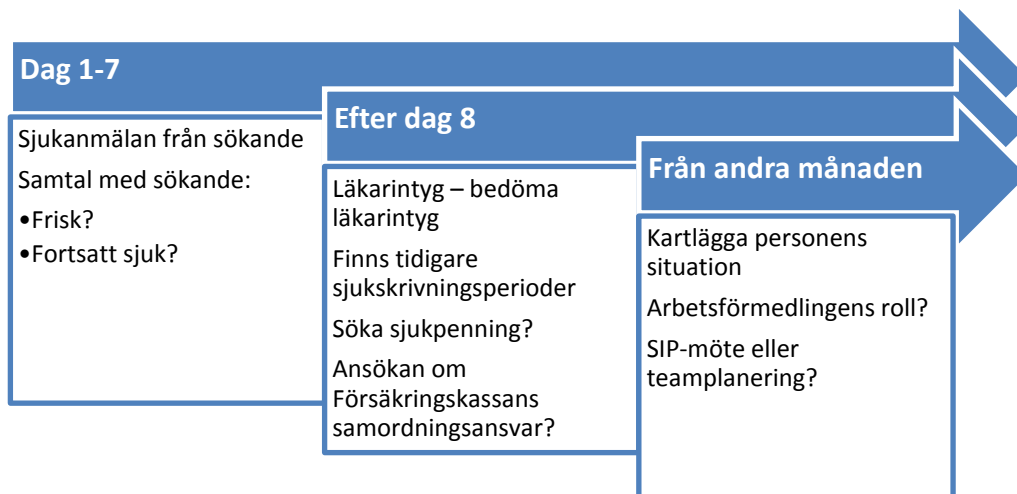 Dag 1-7
Sjukanmälan från sökande
Samtal med sökande:
•Frisk?
•Fortsatt sjuk?
Efter dag 8
Läkarintyg – bedöma
läkarintyg
Finns tidigare
sjukskrivningsperioder
Söka sjukpenning?
Ansökan om
Försäkringskassans
samordningsansvar?
Från andra månaden
Kartlägga personens
situation
Arbetsförmedlingens roll?
SIP-möte eller
teamplanering?